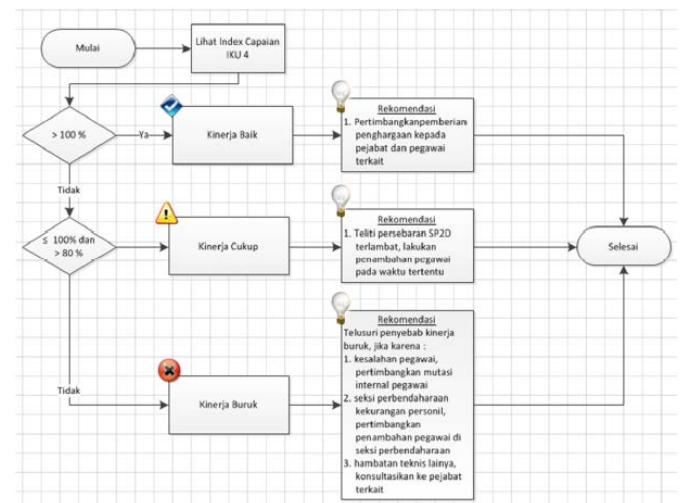 Mulai
Lihat Index Capaian
IKU 4
> 100 %
Ya
Kinerja Baik
Rekomendasi
1. Pertimbangkanpemberian
penghargaan kepada
pejabat dan pegawai
terkait
Tidak
≤ 100% dan
> 80 %
Kinerja Cukup
Rekomendasi
1. Teliti persebaran SP2D
terlambat, lakukan
penambahan pegawai
pada waktu tertentu
Selesai
Tidak
Kinerja Buruk
Rekomendasi
Telusuri penyebab kinerja
buruk, jika karena :
1. kesalahan pegawai,
pertimbangkan mutasi
internal pegawai
2. seksi perbendaharaan
kekurangan personil,
pertimbangkan
penambahan pegawai di
seksi perbendaharaan
3. hambatan teknis lainya,
konsultasikan ke pejabat
terkait